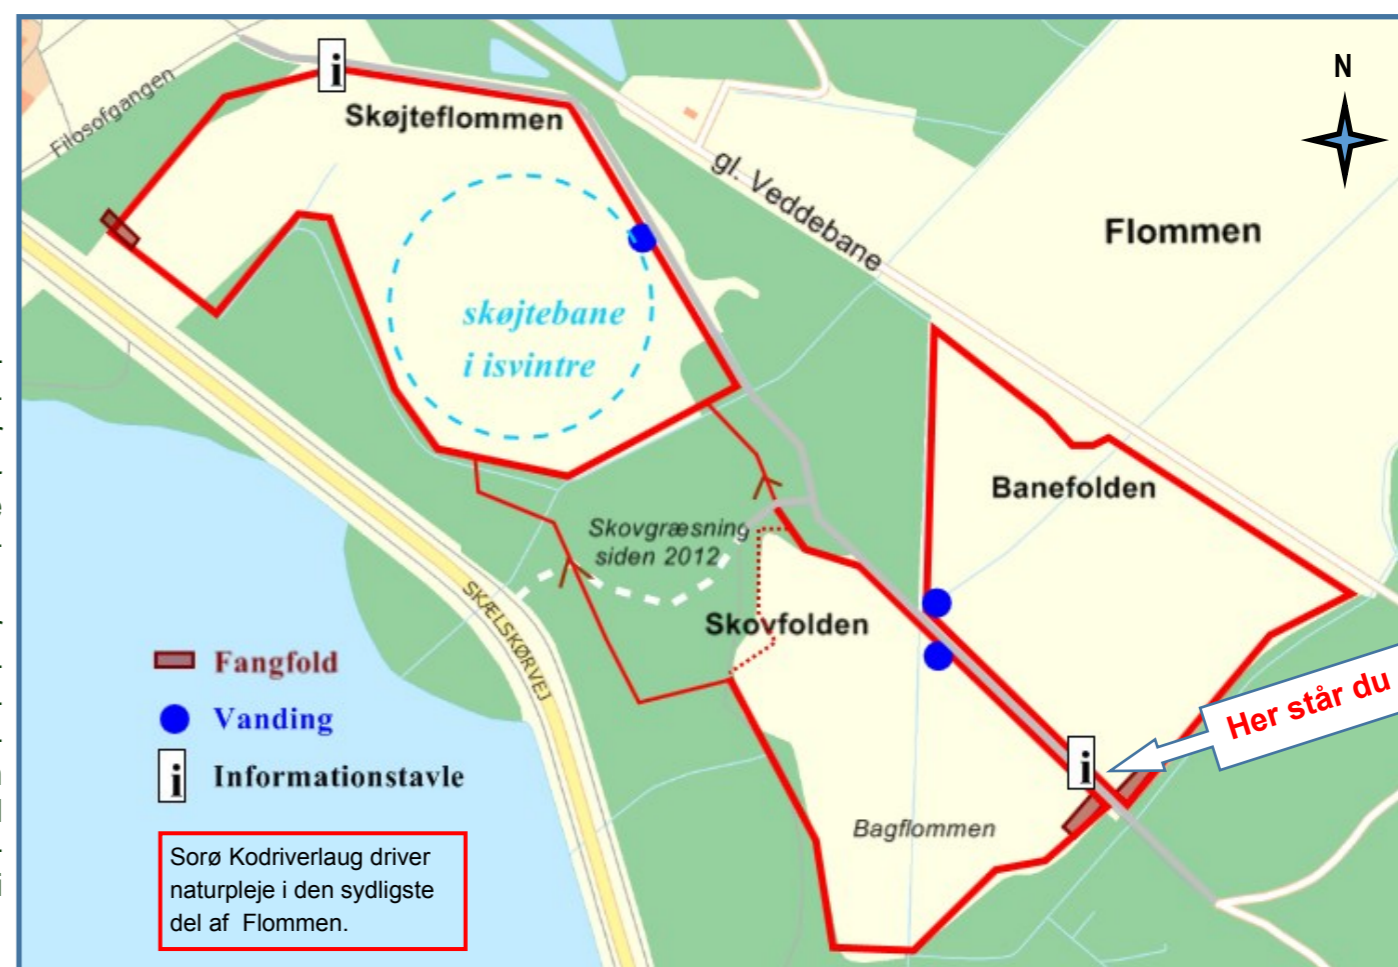 N
i
Skøjteflommen
Filosofgangen
gl. Veddebane
Flommen
skøjtebane
i isvintre
Banefolden
Skovgræsning
siden 2012
Skovfolden
SKÆLSKØRVEJ
Fangfold
Vanding
i Informationstavle
Her står du
i
Bagflommen
Sorø Kodriverlaug driver
naturpleje i den sydligste
del af Flommen.